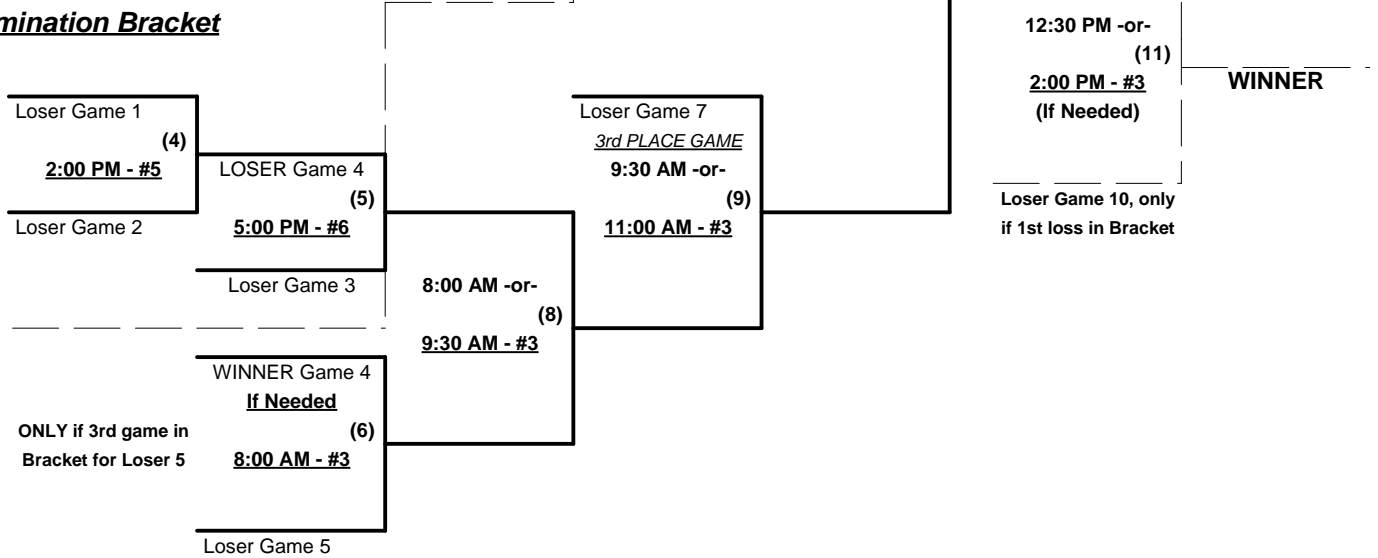 mination Bracket
Loser Game 1
(4)
2:00 PM - #5
Loser Game 2
LOSER Game 4
(5)
5:00 PM - #6
Loser Game 3
WINNER Game 4
If Needed
(6)
8:00 AM - #3
ONLY if 3rd game in
Bracket for Loser 5
Loser Game 5
8:00 AM -or-
(8)
9:30 AM - #3
Loser Game 7
3rd PLACE GAME
9:30 AM -or-
(9)
11:00 AM - #3
12:30 PM -or-
(11)
2:00 PM - #3
(If Needed)
Loser Game 10, only
if 1st loss in Bracket
WINNER